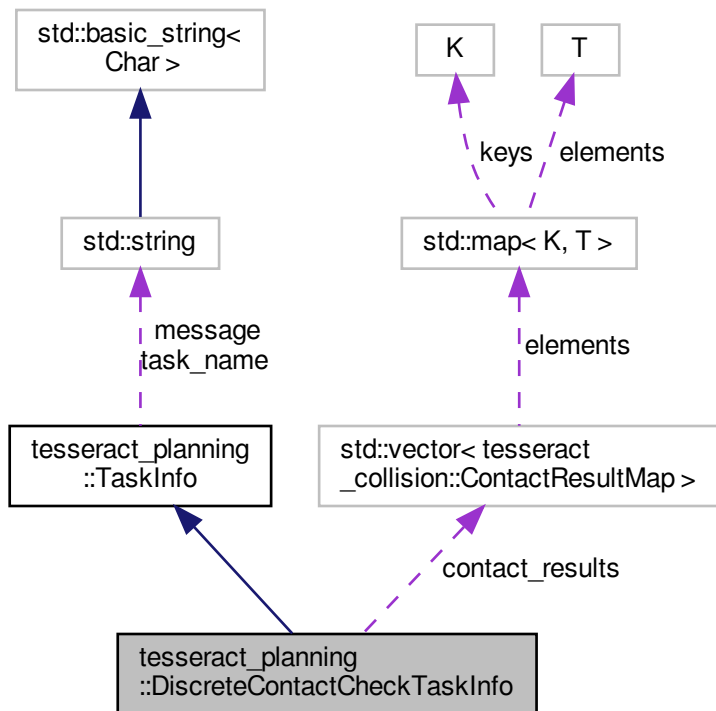 std::basic_string<
Char >
K
T
keys
elements
std::string
std::map< K, T >
message
task_name
elements
tesseract_planning
::TaskInfo
std::vector< tesseract
_collision::ContactResultMap >
contact_results
tesseract_planning
::DiscreteContactCheckTaskInfo